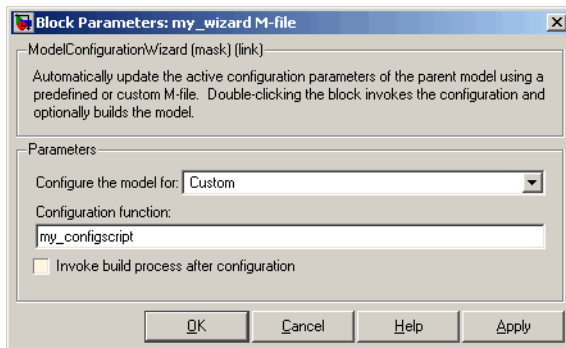 Block Parameters: my_wizard M-file
ModelConfigurationWizard (mask) (link)
Automatically update the active configuration parameters of the parent model using a
predefined or custom M-file. Double-clicking the block invokes the configuration and
optionally builds the model.
Parameters
Configure the model for: Custom
Configuration function:
my_configscript
Invoke build process after configuration
OK Cancel Help Apply